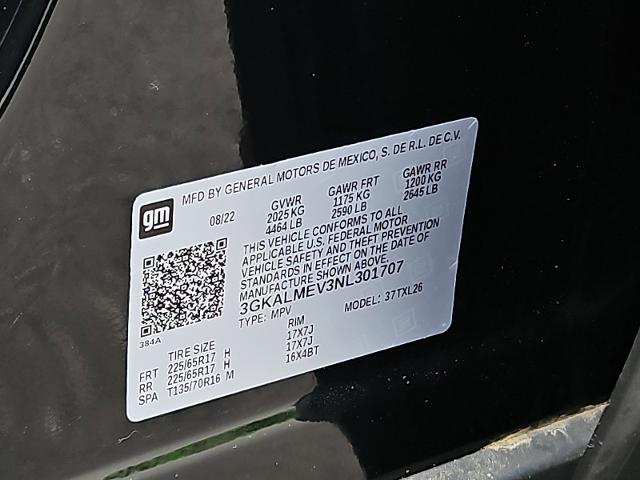 gm
MFD BY GENERAL MOTORS DE MEXICO, S. DE R.L. DE C.V.
08/22
GVWR
2025 KG
4464 LB
GAWR FRT
1175 KG
2590 LB
GAWR RR
1200 KG
2645 LB
THIS VEHICLE CONFORMS TO ALL
APPLICABLE U.S. FEDERAL MOTOR
VEHICLE SAFETY AND THEFT PREVENTION
STANDARDS IN EFFECT ON THE DATE OF
MANUFACTURE SHOWN ABOVE.
3GKALMEV3NL301707
TYPE: MPV
MODEL: 37TXL26
384A
TIRE SIZE
RIM
FRT 225/65R17 H 17X7J
RR 225/65R17 H 17X7J
SPA T135/70R16 M 16X4BT